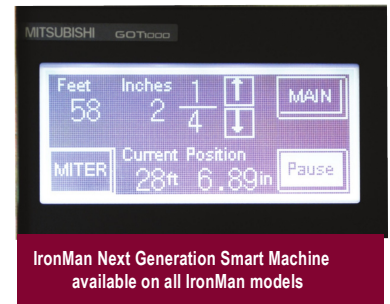 MITSUBISHI GOT1000
Feet Inches 1 MAIN
58 2 4
MITER Current Position Pause
28ft 6.89in
IronMan Next Generation Smart Machine
available on all IronMan models